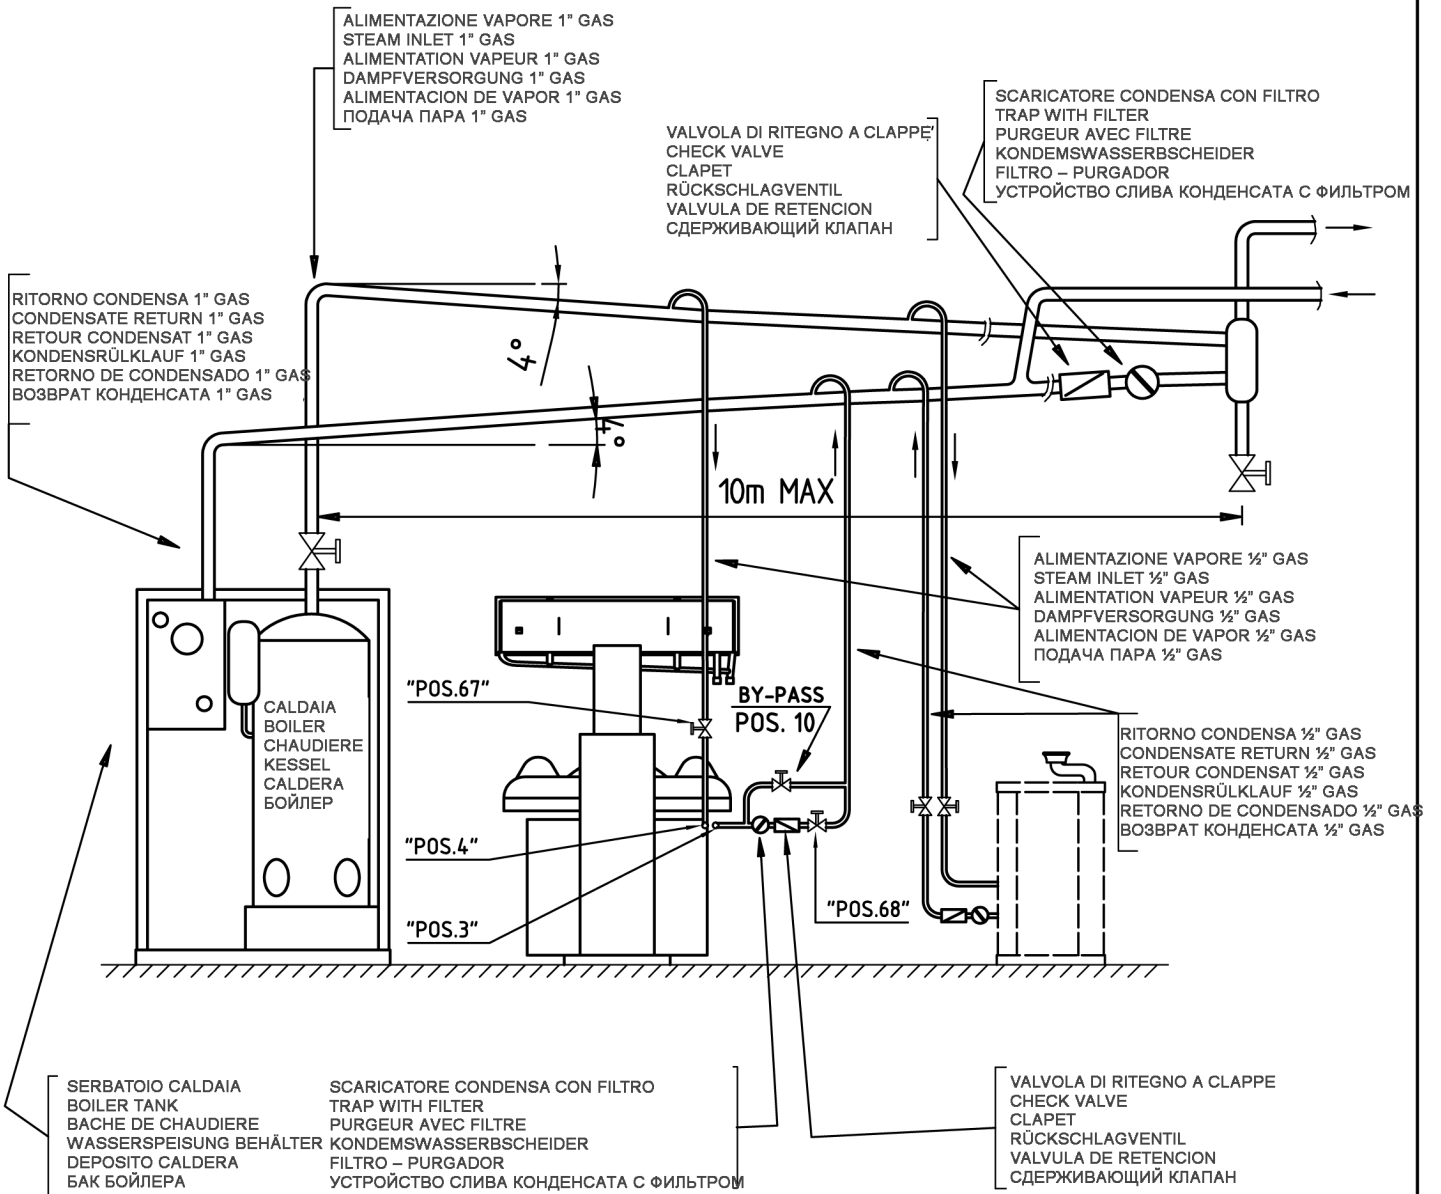 ALIMENTAZIONE VAPORE 1" GAS
STEAM INLET 1" GAS
ALIMENTATION VAPEUR 1" GAS
DAMPFVERSORGUNG 1" GAS
ALIMENTACION DE VAPOR 1" GAS
ПОДАЧА ПАРА 1" GAS
VALVOLA DI RITEGNO A CLAPPE'
CHECK VALVE
CLAPET
RÜCKSCHLAGVENTIL
VALVULA DE RETENCION
СДЕРЖИВАЮЩИЙ КЛАПАН
SCARICATORE CONDENSA CON FILTRO
TRAP WITH FILTER
PURGEUR AVEC FILTRE
KONDEMSWASSERBSCHEIDER
FILTRO – PURGADOR
УСТРОЙСТВО СЛИВА КОНДЕНСАТА С ФИЛЬТРОМ
RITORNO CONDENSA 1" GAS
CONDENSATE RETURN 1" GAS
RETOUR CONDENSAT 1" GAS
KONDENSRÜLKLAUF 1" GAS
RETORNO DE CONDENSADO 1" GAS
ВОЗВРАТ КОНДЕНСАТА 1" GAS
4°
4°
10m MAX
ALIMENTAZIONE VAPORE ½" GAS
STEAM INLET ½" GAS
ALIMENTATION VAPEUR ½" GAS
DAMPFVERSORGUNG ½" GAS
ALIMENTACION DE VAPOR ½" GAS
ПОДАЧА ПАРА ½" GAS
CALDAIA
BOILER
CHAUDIERE
KESSEL
CALDERA
БОЙЛЕР
"POS.67"
BY-PASS
POS. 10
RITORNO CONDENSA ½" GAS
CONDENSATE RETURN ½" GAS
RETOUR CONDENSAT ½" GAS
KONDENSRÜLKLAUF ½" GAS
RETORNO DE CONDENSADO ½" GAS
ВОЗВРАТ КОНДЕНСАТА ½" GAS
"POS.4"
"POS.3"
"POS.68"
SERBATOIO CALDAIA
BOILER TANK
BACHE DE CHAUDIERE
WASSERSPEISUNG BEHÄLTER
DEPOSITO CALDERA
БАК БОЙЛЕРА
SCARICATORE CONDENSA CON FILTRO
TRAP WITH FILTER
PURGEUR AVEC FILTRE
KONDEMSWASSERBSCHEIDER
FILTRO – PURGADOR
УСТРОЙСТВО СЛИВА КОНДЕНСАТА С ФИЛЬТРОМ
VALVOLA DI RITEGNO A CLAPPE
CHECK VALVE
CLAPET
RÜCKSCHLAGVENTIL
VALVULA DE RETENCION
СДЕРЖИВАЮЩИЙ КЛАПАН